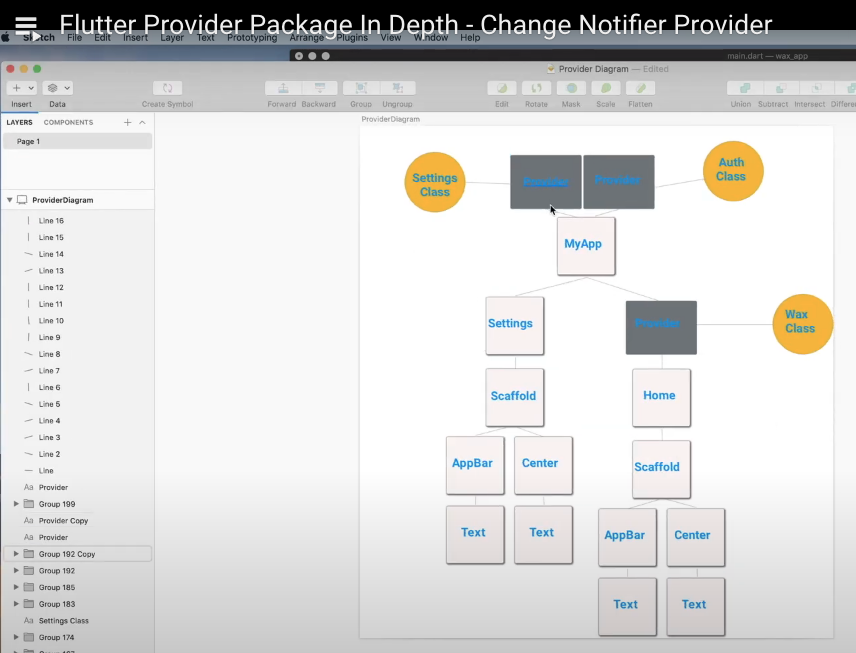 Flutter Provider Package In Depth - Change Notifier Provider
Sketch File Edit Insert Layer Text Prototyping Arrange Plugins View Window Help
main.dart — wax_app
Provider Diagram — Edited
Insert Data Create Symbol Forward Backward Group Ungroup Edit Rotate Mask Scale Flatten Union Subtract Intersect
LAYERS COMPONENTS
ProviderDiagram
Page 1
ProviderDiagram
Line 16
Line 15
Line 14
Line 13
Line 12
Line 11
Line 10
Line 9
Line 8
Line 7
Line 6
Line 5
Line 4
Line 3
Line 2
Line
Aa Provider
Group 199
Aa Provider Copy
Aa Provider
Group 192 Copy
Group 192
Group 185
Group 183
Aa Settings Class
Group 174
Settings
Class
Provider
Provider
Auth
Class
MyApp
Settings
Provider
Wax
Class
Scaffold
Home
AppBar
Center
Scaffold
Text
Text
AppBar
Center
Text
Text